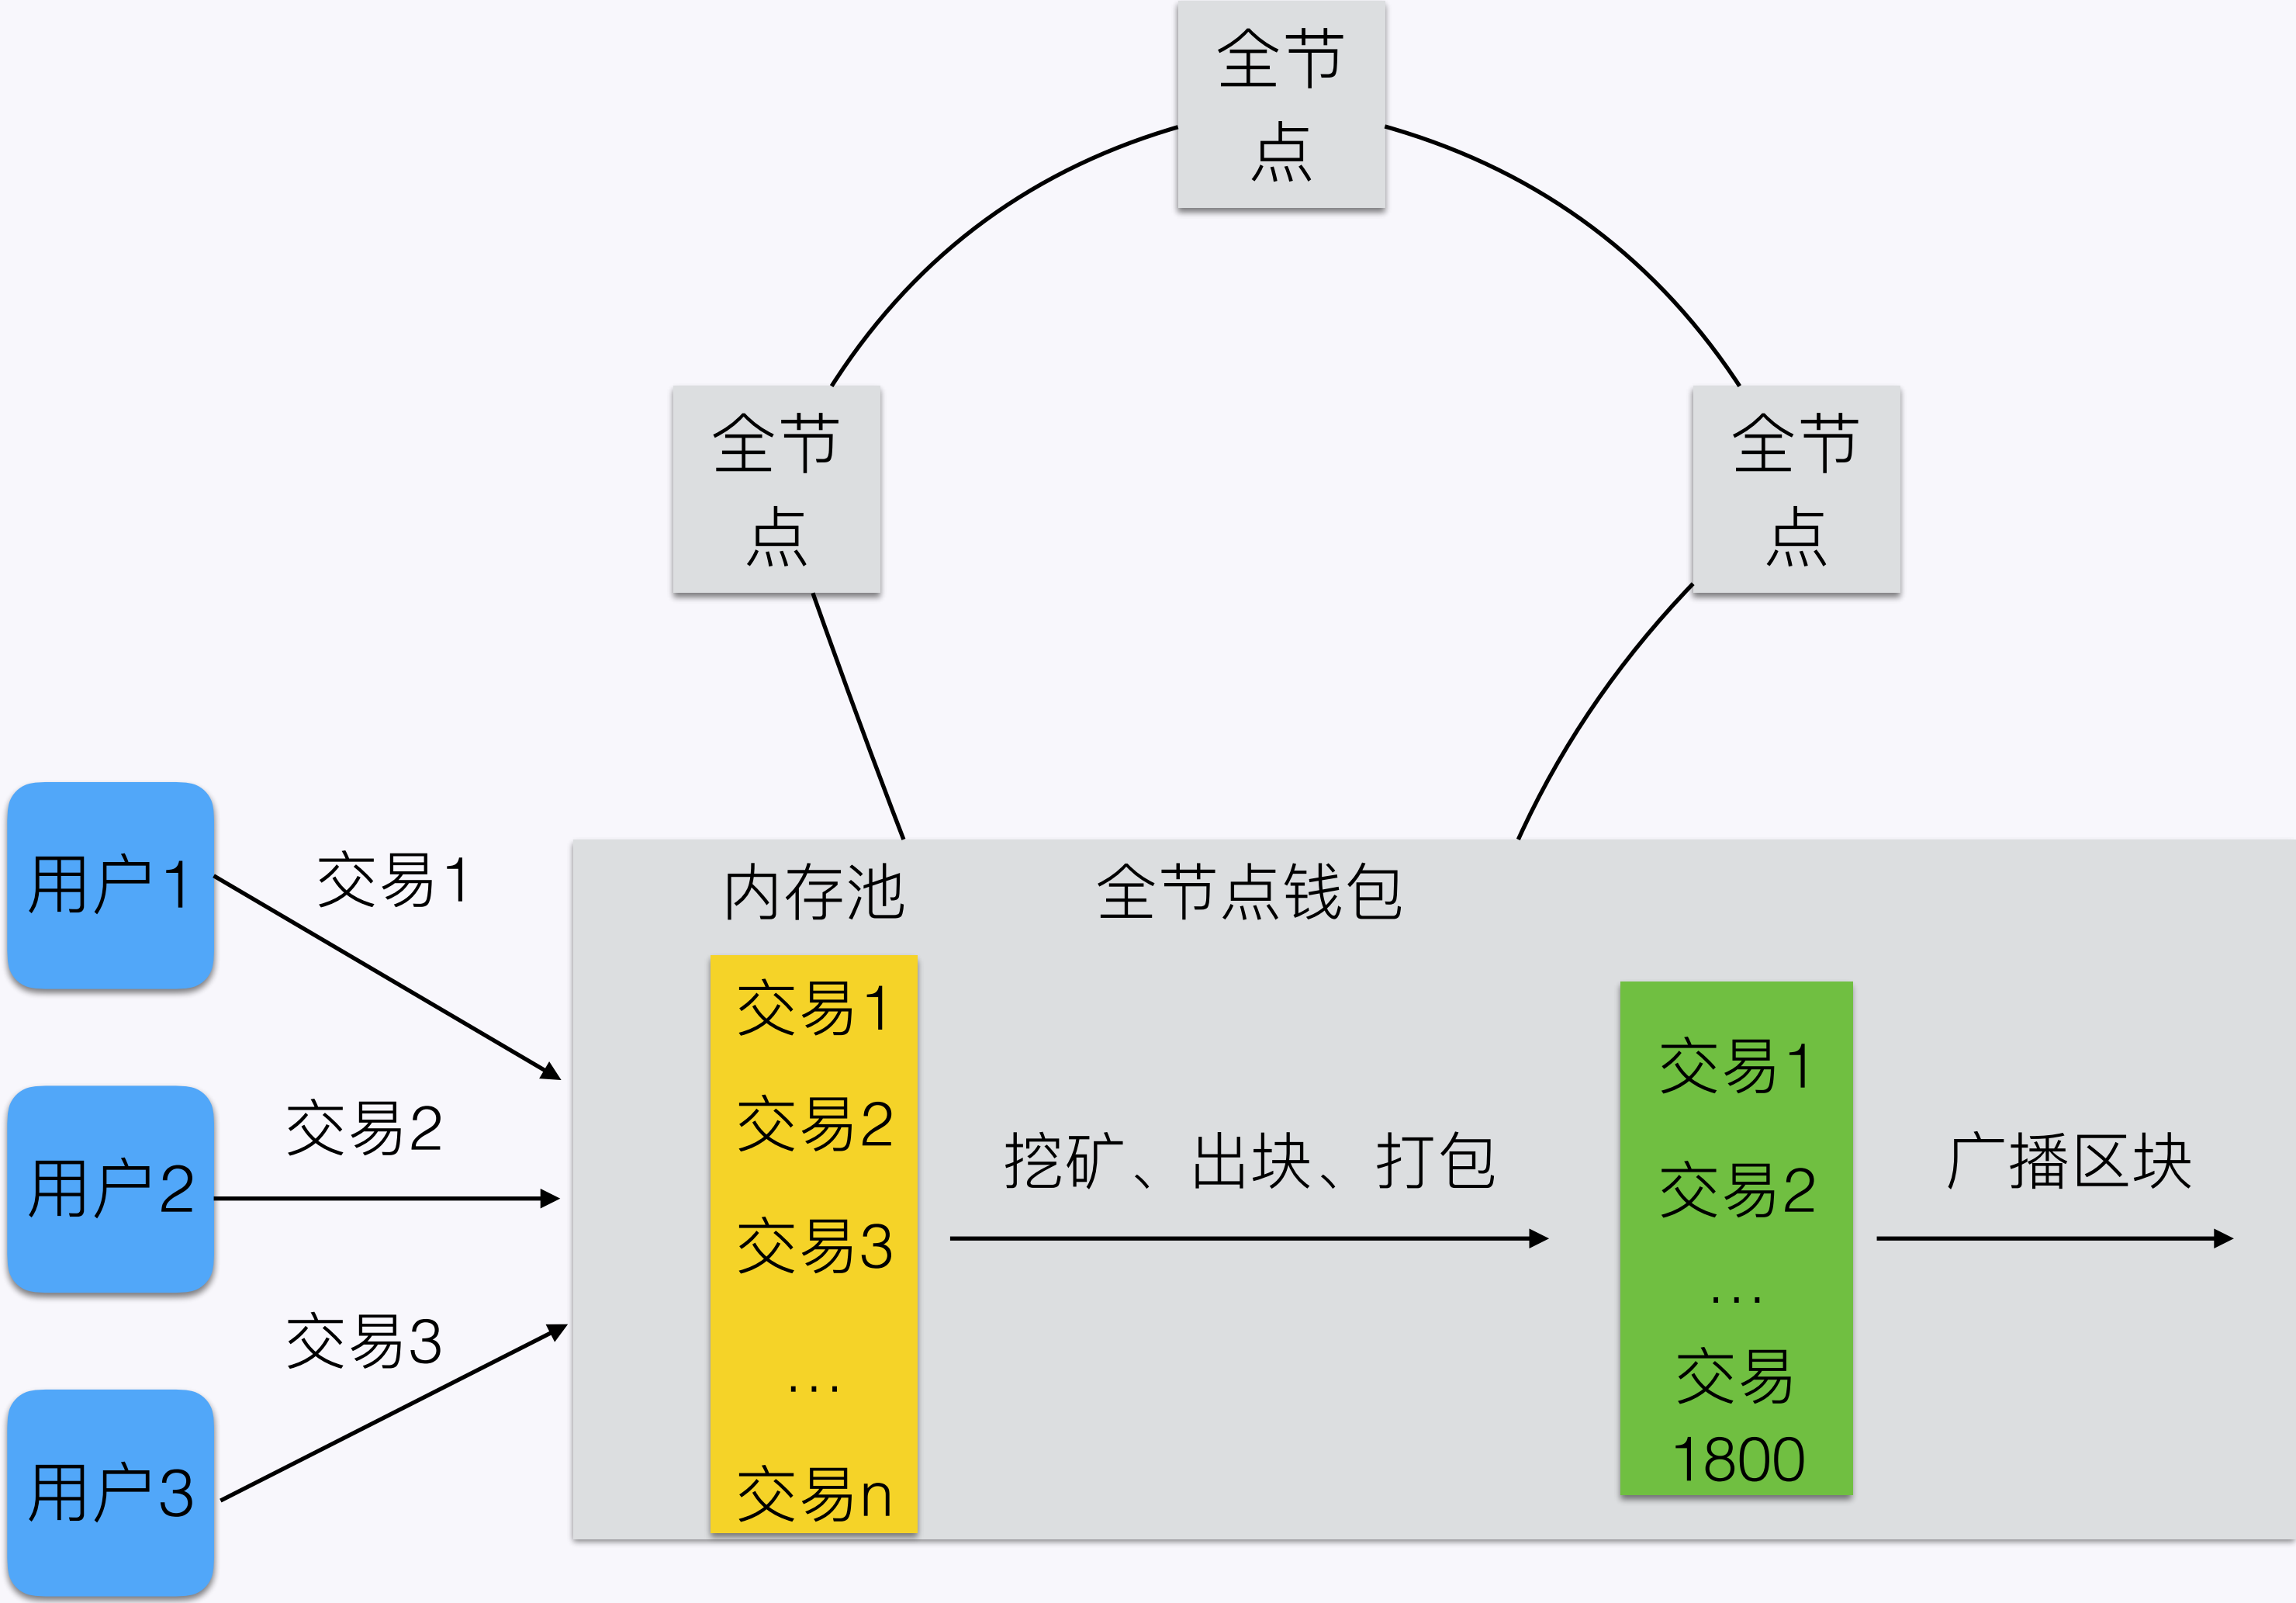 全节
点
全节
点
全节
点
用户1
交易1
用户2
交易2
用户3
交易3
内存池
全节点钱包
交易1
交易2
交易3
...
交易n
挖矿、出块、打包
交易1
交易2
...
交易
1800
广播区块